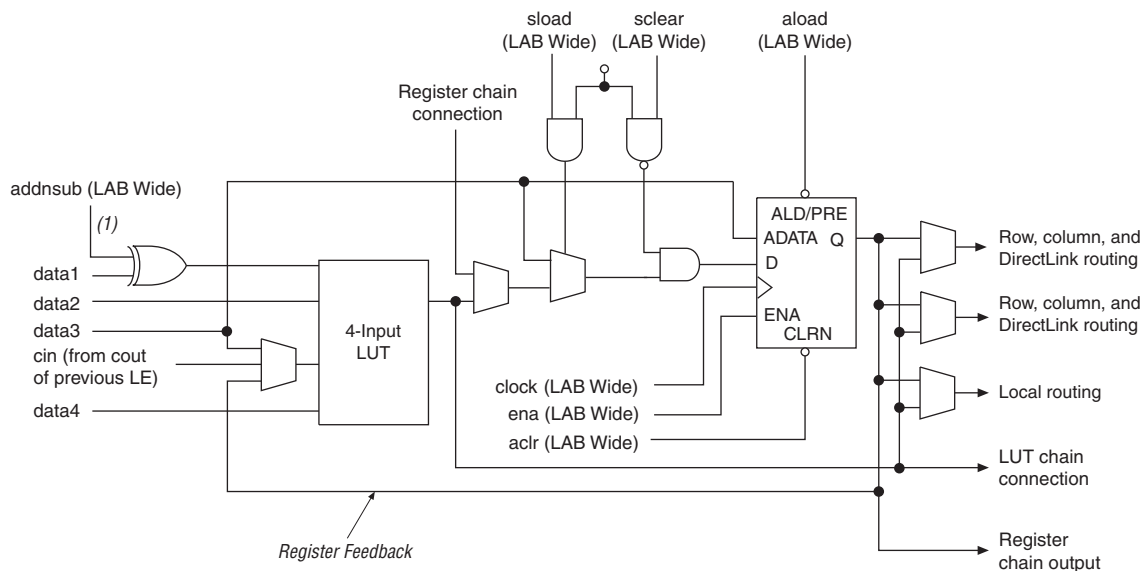 sload
(LAB Wide)
sclear
(LAB Wide)
aload
(LAB Wide)
Register chain
connection
addnsub (LAB Wide)
(1)
data1
data2
data3
cin (from cout
of previous LE)
data4
4-Input
LUT
ALD/PRE
ADATA
Q
D
ENA
CLRN
clock (LAB Wide)
ena (LAB Wide)
aclr (LAB Wide)
Row, column, and
DirectLink routing
Row, column, and
DirectLink routing
Local routing
LUT chain
connection
Register
chain output
Register Feedback